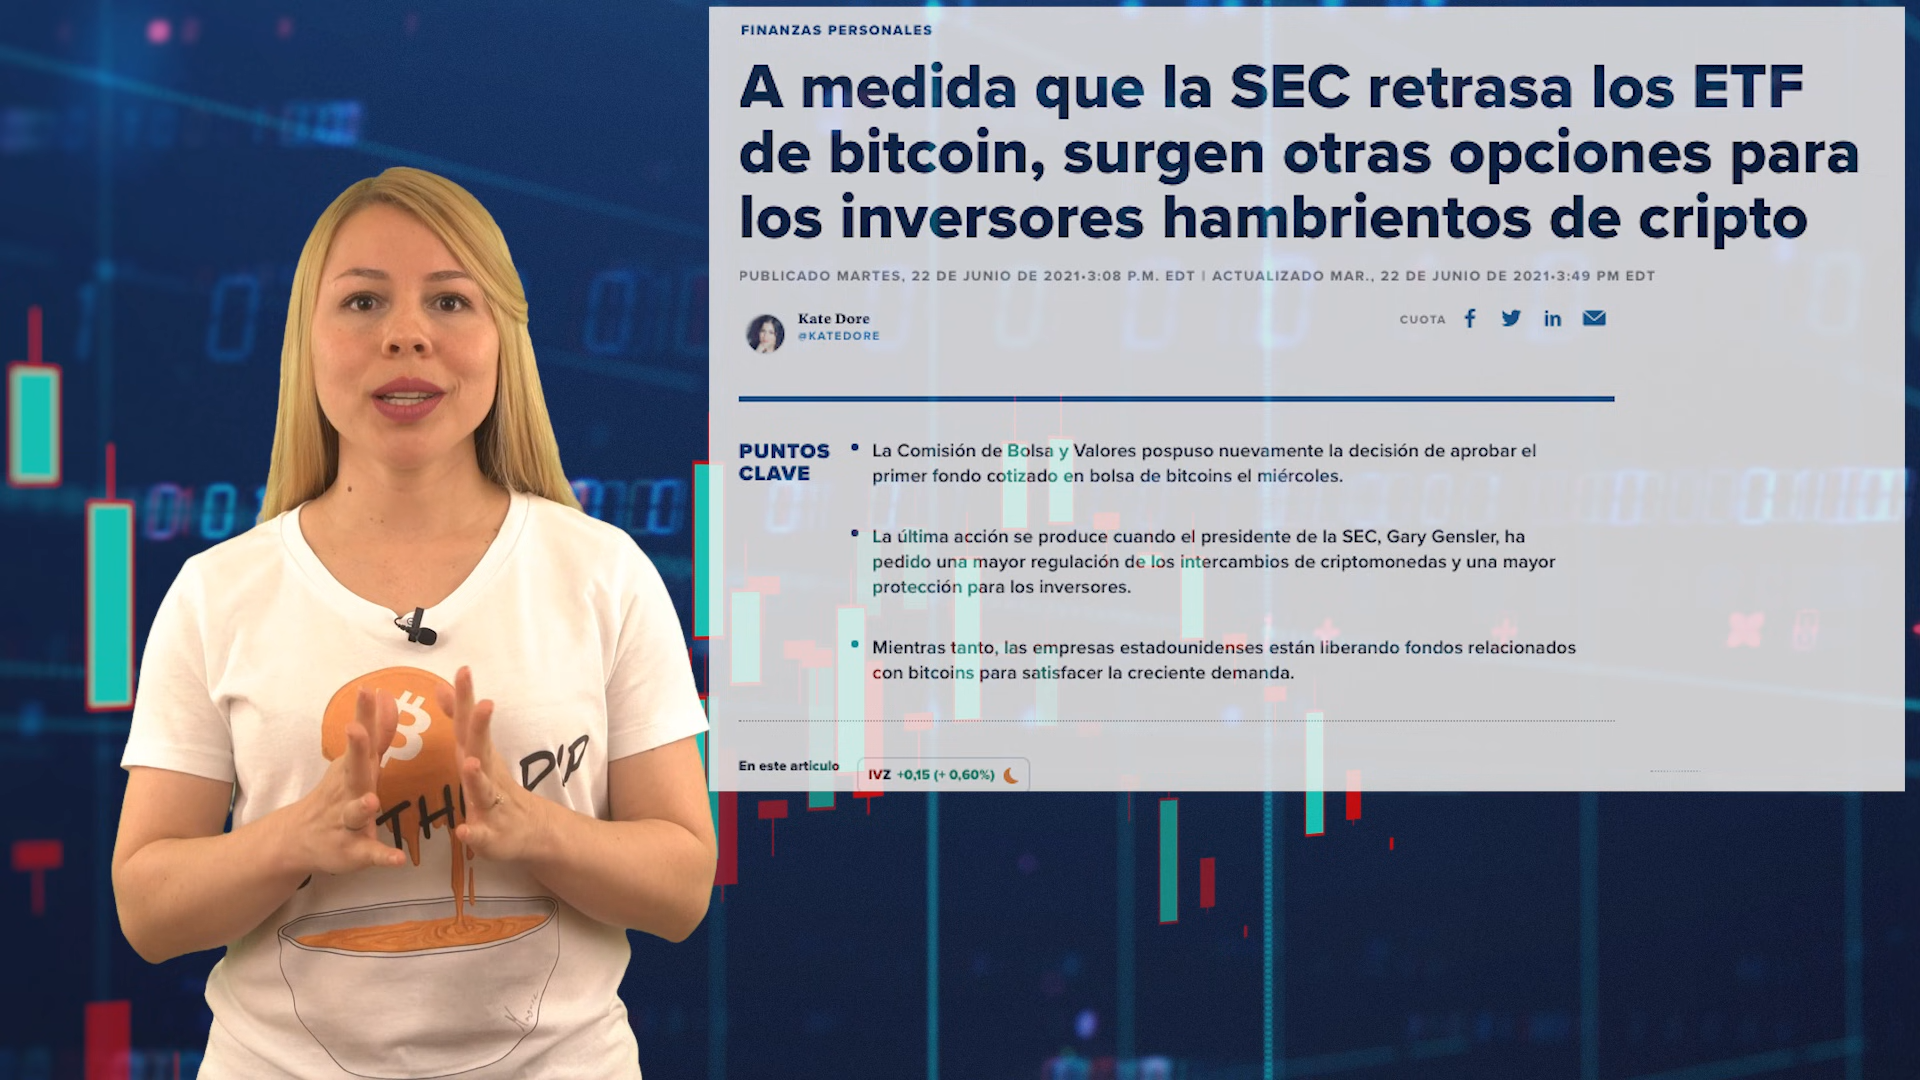 FINANZAS PERSONALES
A medida que la SEC retrasa los ETF
de bitcoin, surgen otras opciones para
los inversores hambrientos de cripto
PUBLICADO MARTES, 22 DE JUNIO DE 2021•3:08 P.M. EDT | ACTUALIZADO MAR., 22 DE JUNIO DE 2021•3:49 PM EDT
Kate Dore
@KATEDORE
CUOTA
PUNTOS
CLAVE
La Comisión de Bolsa y Valores pospuso nuevamente la decisión de aprobar el
primer fondo cotizado en bolsa de bitcoins el miércoles.
La última acción se produce cuando el presidente de la SEC, Gary Gensler, ha
pedido una mayor regulación de los intercambios de criptomonedas y una mayor
protección para los inversores.
Mientras tanto, las empresas estadounidenses están liberando fondos relacionados
con bitcoins para satisfacer la creciente demanda.
En este articulo
IVZ +0,15 (+ 0,60%)
THE DIP